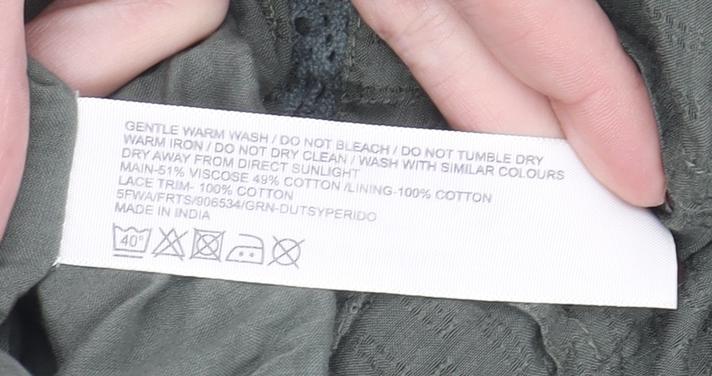 GENTLE WARM WASH / DO NOT BLEACH / DO NOT TUMBLE DRY
WARM IRON / DO NOT DRY CLEAN / WASH WITH SIMILAR COLOURS
DRY AWAY FROM DIRECT SUNLIGHT
MAIN-51% VISCOSE 49% COTTON /LINING-100% COTTON
LACE TRIM- 100% COTTON
5FWA/FRTS/906534/GRN-DUTSYPERIDO
MADE IN INDIA
40°